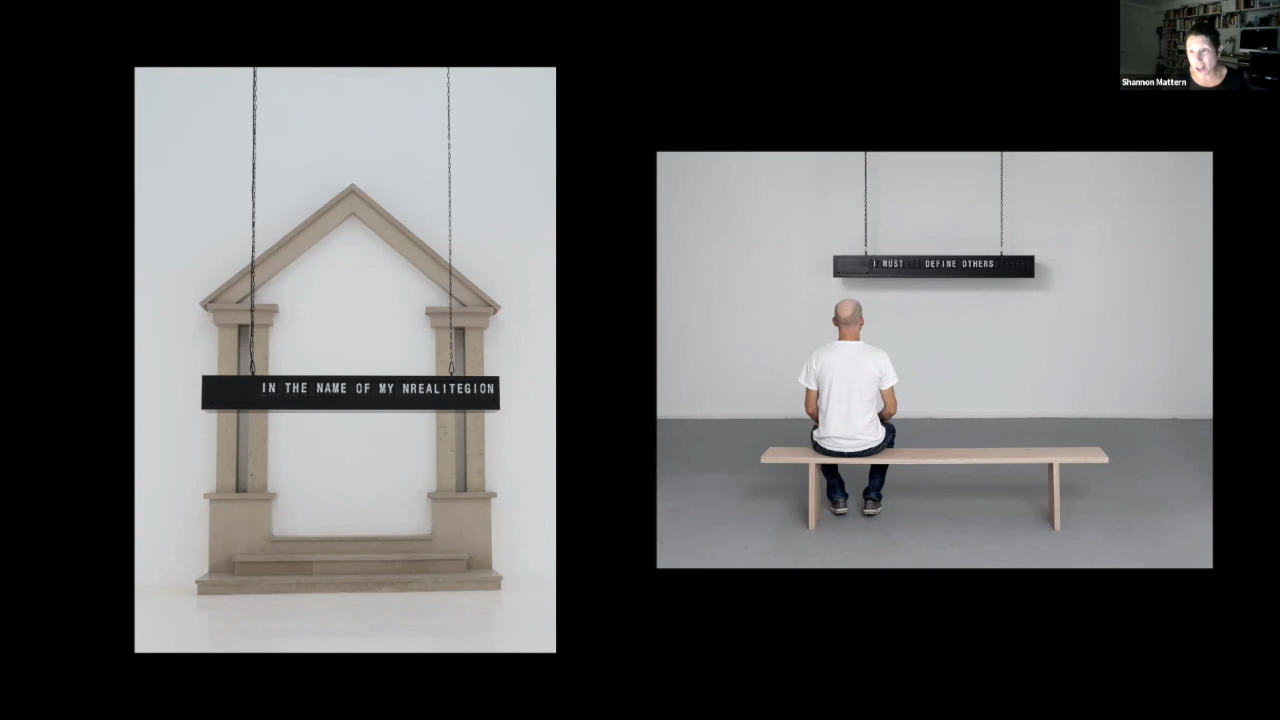 Shannon Mattern
IN THE NAME OF MY NREALITEGION
I MUST DEFINE OTHERS